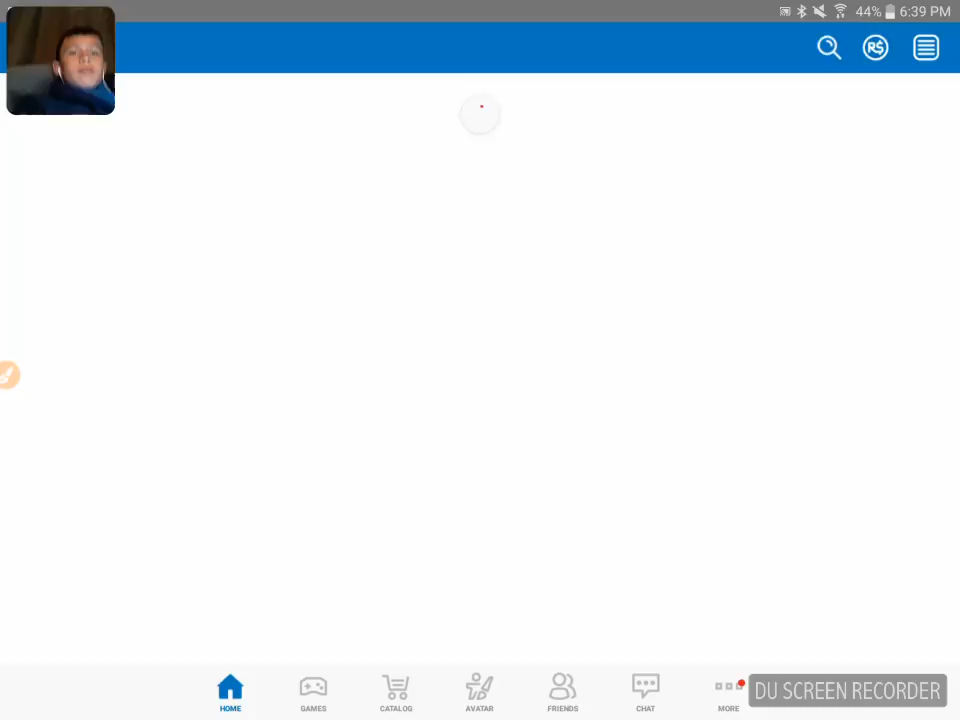 44% 6:39 PM
R$
HOME GAMES CATALOG AVATAR FRIENDS CHAT MORE
DU SCREEN RECORDER